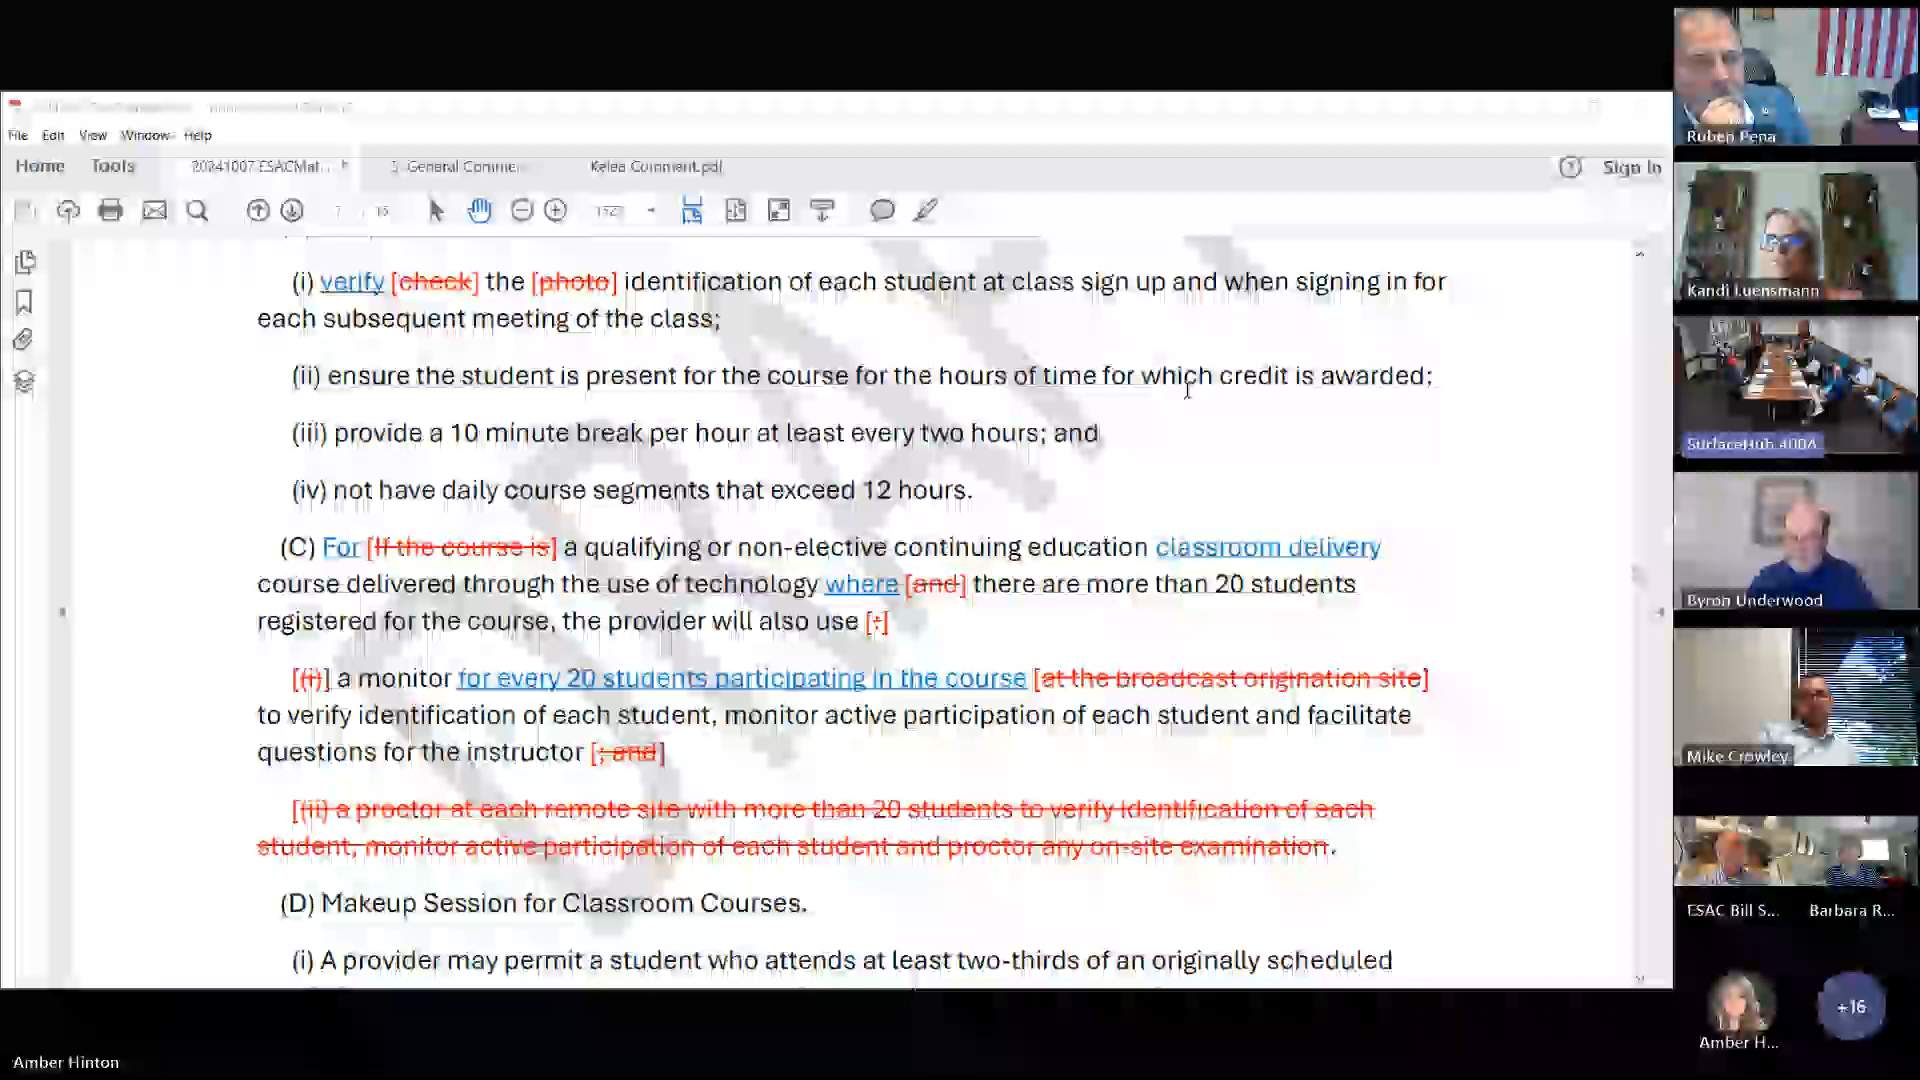 File Edit View Window Help
Home Tools 20241007.ESACMat... 5. General Comme... Kelea Comment.pdf Sign In
7 16
(i) verify [check] the [photo] identification of each student at class sign up and when signing in for
each subsequent meeting of the class;
(ii) ensure the student is present for the course for the hours of time for which credit is awarded;
(iii) provide a 10 minute break per hour at least every two hours; and
(iv) not have daily course segments that exceed 12 hours.
(C) For [If the course is] a qualifying or non-elective continuing education classroom delivery
course delivered through the use of technology where [and] there are more than 20 students
registered for the course, the provider will also use [:]
[(i)] a monitor for every 20 students participating in the course [at the broadcast origination site]
to verify identification of each student, monitor active participation of each student and facilitate
questions for the instructor [; and]
[(ii) a proctor at each remote site with more than 20 students to verify identification of each
student, monitor active participation of each student and proctor any on-site examination.
(D) Makeup Session for Classroom Courses.
(i) A provider may permit a student who attends at least two-thirds of an originally scheduled
DRAFT
Ruben Pena
Kandi Luensmann
SurfaceHub 400A
Byron Underwood
Mike Crowley
ESAC Bill S... Barbara R...
+16
Amber H...
Amber Hinton